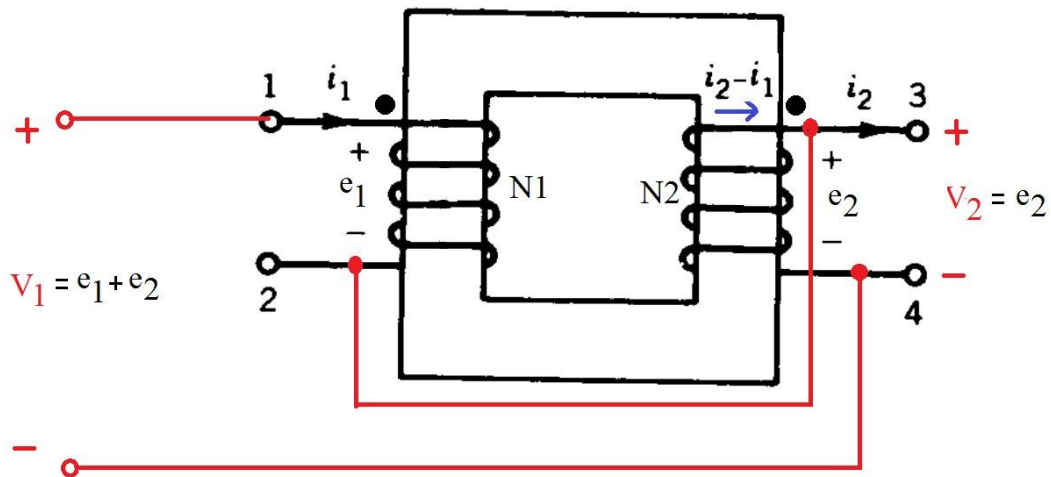 1
i₁
i₂–i₁
i₂
3
+
+
e₁
–
N1
N2
+
e₂
–
+
V₂ = e₂
–
V₁ = e₁ + e₂
2
4
–